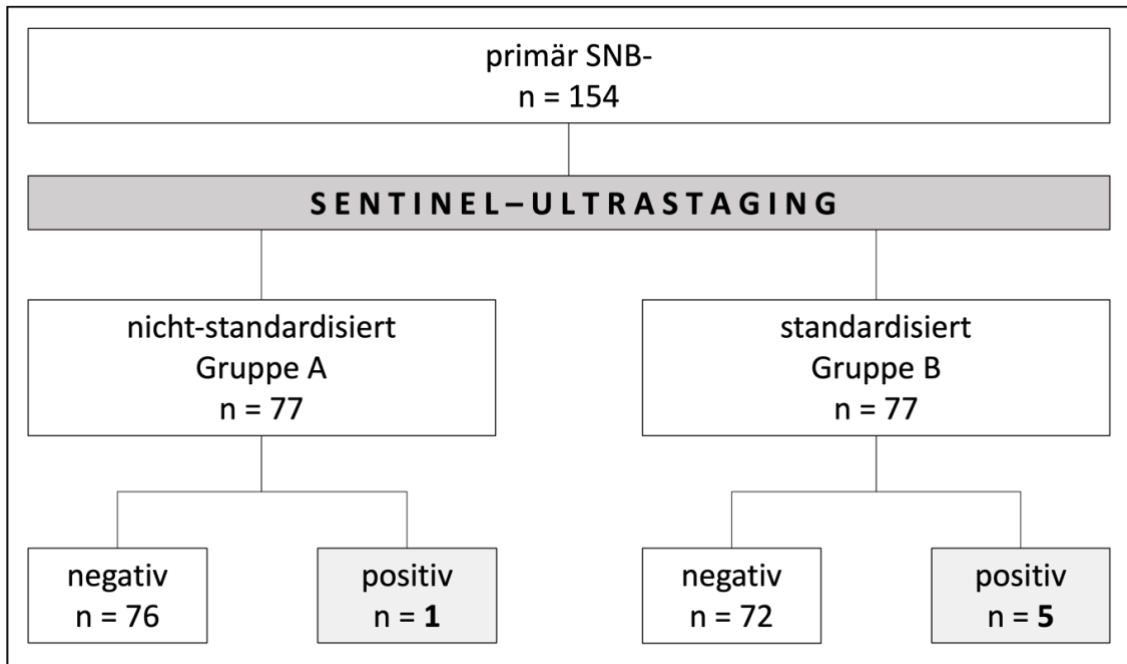 primär SNB-
n = 154
SENTINEL–ULTRASTAGING
nicht-standardisiert
Gruppe A
n = 77
standardisiert
Gruppe B
n = 77
negativ
n = 76
positiv
n = 1
negativ
n = 72
positiv
n = 5